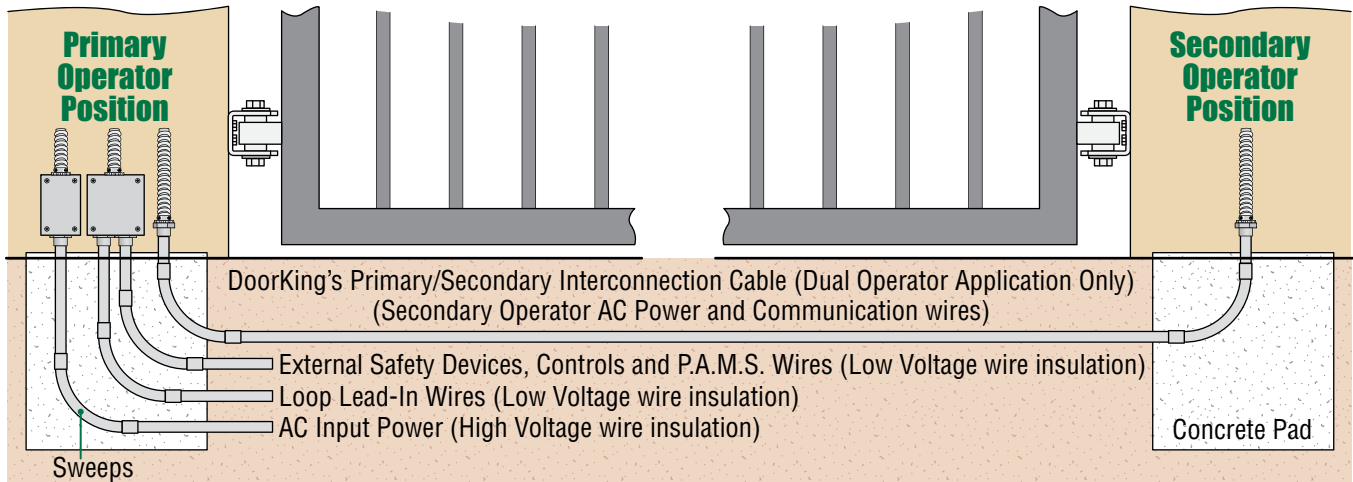 Primary
Operator
Position
Secondary
Operator
Position
DoorKing's Primary/Secondary Interconnection Cable (Dual Operator Application Only)
(Secondary Operator AC Power and Communication wires)
External Safety Devices, Controls and P.A.M.S. Wires (Low Voltage wire insulation)
Loop Lead-In Wires (Low Voltage wire insulation)
AC Input Power (High Voltage wire insulation)
Concrete Pad
Sweeps